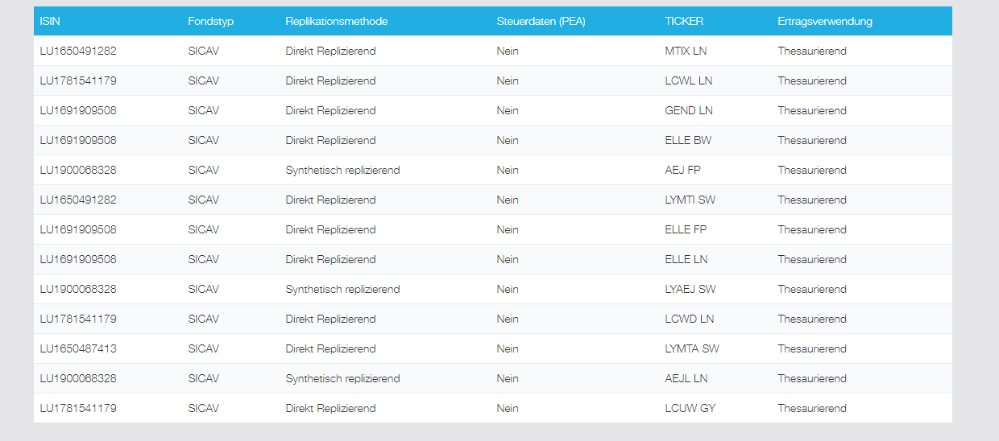 ISIN Fondstyp Replikationsmethode Steuerdaten (PEA) TICKER Ertragsverwendung
LU1650491282 SICAV Direkt Replizierend Nein MTIX LN Thesaurierend
LU1781541179 SICAV Direkt Replizierend Nein LCWL LN Thesaurierend
LU1691909508 SICAV Direkt Replizierend Nein GEND LN Thesaurierend
LU1691909508 SICAV Direkt Replizierend Nein ELLE BW Thesaurierend
LU1900068328 SICAV Synthetisch replizierend Nein AEJ FP Thesaurierend
LU1650491282 SICAV Direkt Replizierend Nein LYMTI SW Thesaurierend
LU1691909508 SICAV Direkt Replizierend Nein ELLE FP Thesaurierend
LU1691909508 SICAV Direkt Replizierend Nein ELLE LN Thesaurierend
LU1900068328 SICAV Synthetisch replizierend Nein LYAEJ SW Thesaurierend
LU1781541179 SICAV Direkt Replizierend Nein LCWD LN Thesaurierend
LU1650487413 SICAV Direkt Replizierend Nein LYMTA SW Thesaurierend
LU1900068328 SICAV Synthetisch replizierend Nein AEJL LN Thesaurierend
LU1781541179 SICAV Direkt Replizierend Nein LCUW GY Thesaurierend